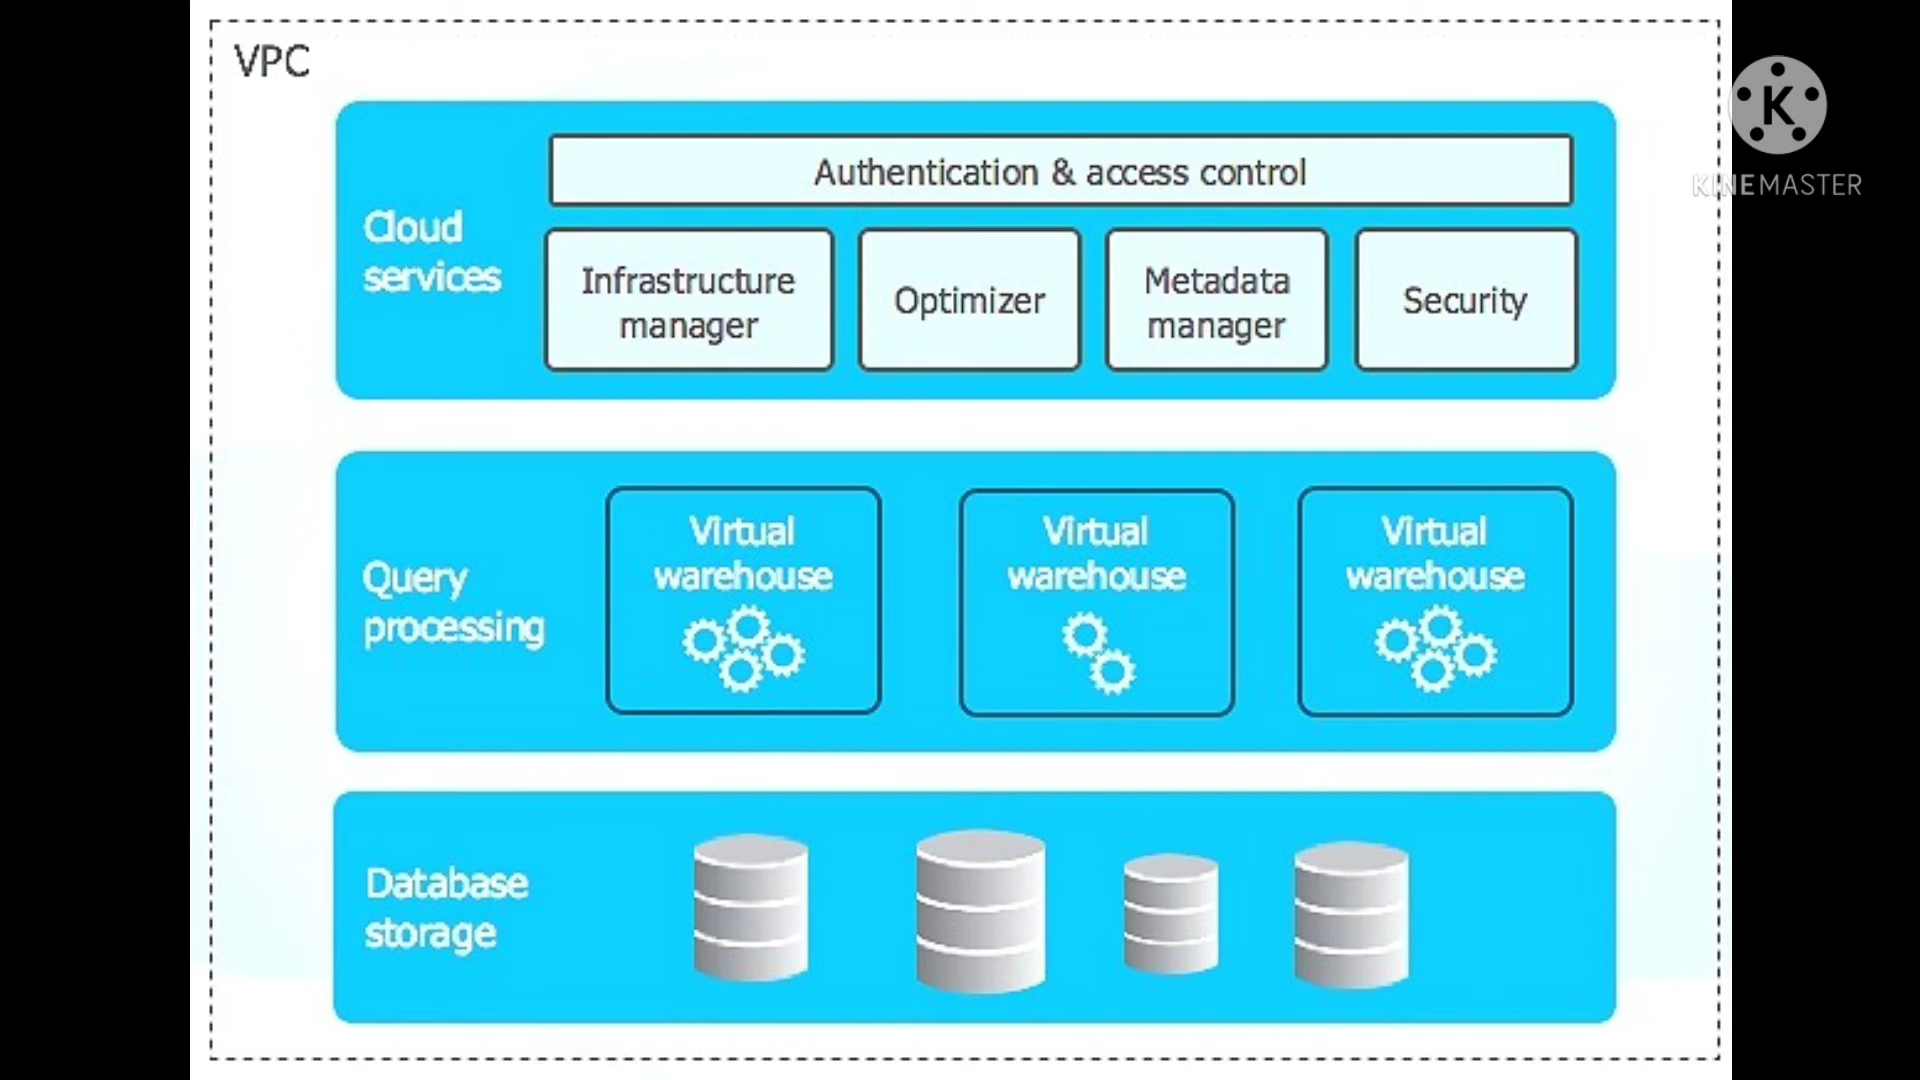 VPC
Authentication & access control
Cloud
services
Infrastructure
manager
Optimizer
Metadata
manager
Security
Query
processing
Virtual
warehouse
Virtual
warehouse
Virtual
warehouse
Database
storage
K
KINEMASTER